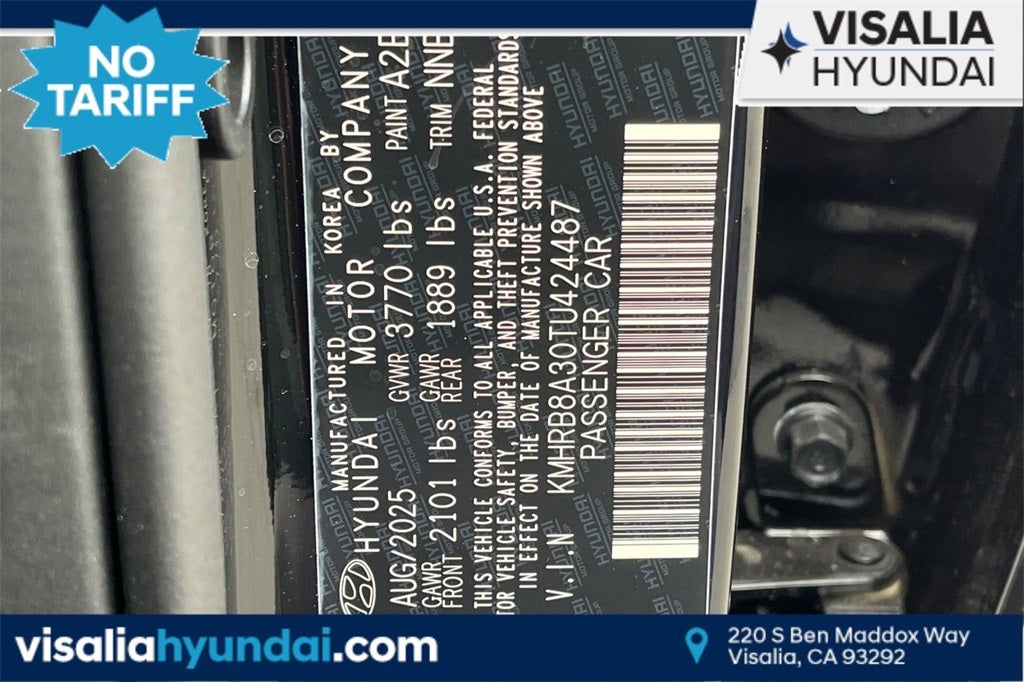 NO
TARIFF
VISALIA
HYUNDAI
MANUFACTURED IN KOREA BY
HYUNDAI MOTOR COMPANY
AUG/2025 GVWR 3770 lbs PAINT A2B
GAWR FRONT 2101 lbs GAWR REAR 1889 lbs TRIM NNB
THIS VEHICLE CONFORMS TO ALL APPLICABLE U.S.A. FEDERAL
TOR VEHICLE SAFETY, BUMPER, AND THEFT PREVENTION STANDARDS
IN EFFECT ON THE DATE OF MANUFACTURE SHOWN ABOVE
V.I.N KMHRB8A30TU424487
PASSENGER CAR
visaliahyundai.com
220 S Ben Maddox Way
Visalia, CA 93292